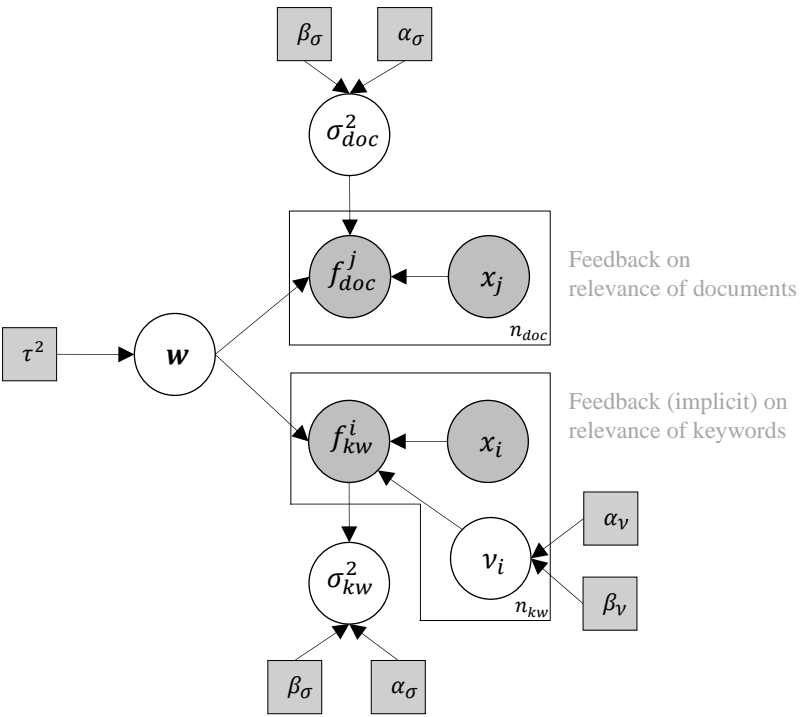 β_σ α_σ
σ²_doc
f^j_doc x_j
n_doc
Feedback on
relevance of documents
τ² w
f^i_kw x_i
Feedback (implicit) on
relevance of keywords
α_ν
ν_i
σ²_kw
n_kw
β_ν
β_σ α_σ